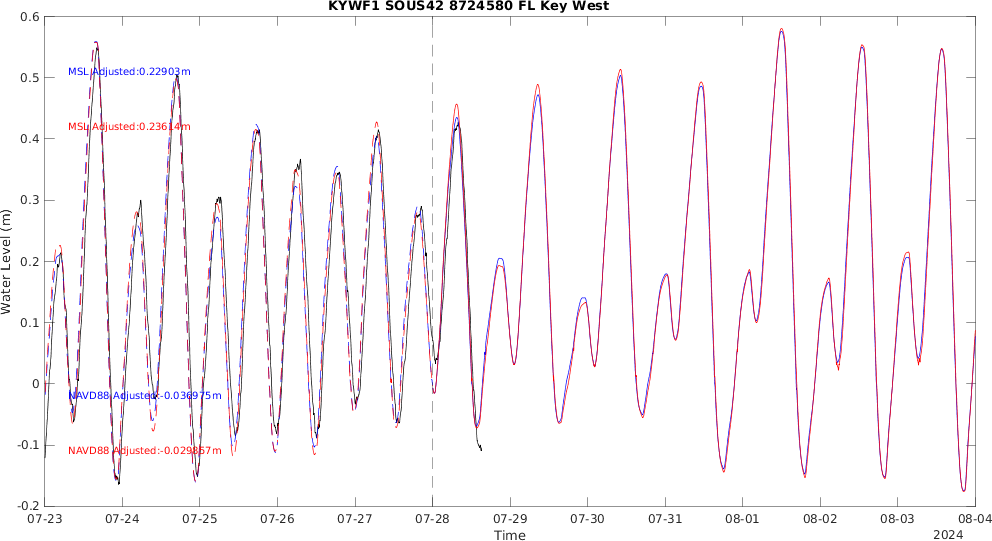 KYWF1 SOUS42 8724580 FL Key West
0.6
0.5
0.4
0.3
0.2
0.1
0
-0.1
-0.2
Water Level (m)
MSL Adjusted:0.22903m
MSL Adjusted:0.23614m
NAVD88 Adjusted:-0.036975m
NAVD88 Adjusted:-0.029867m
07-23 07-24 07-25 07-26 07-27 07-28 07-29 07-30 07-31 08-01 08-02 08-03 08-04
Time
2024